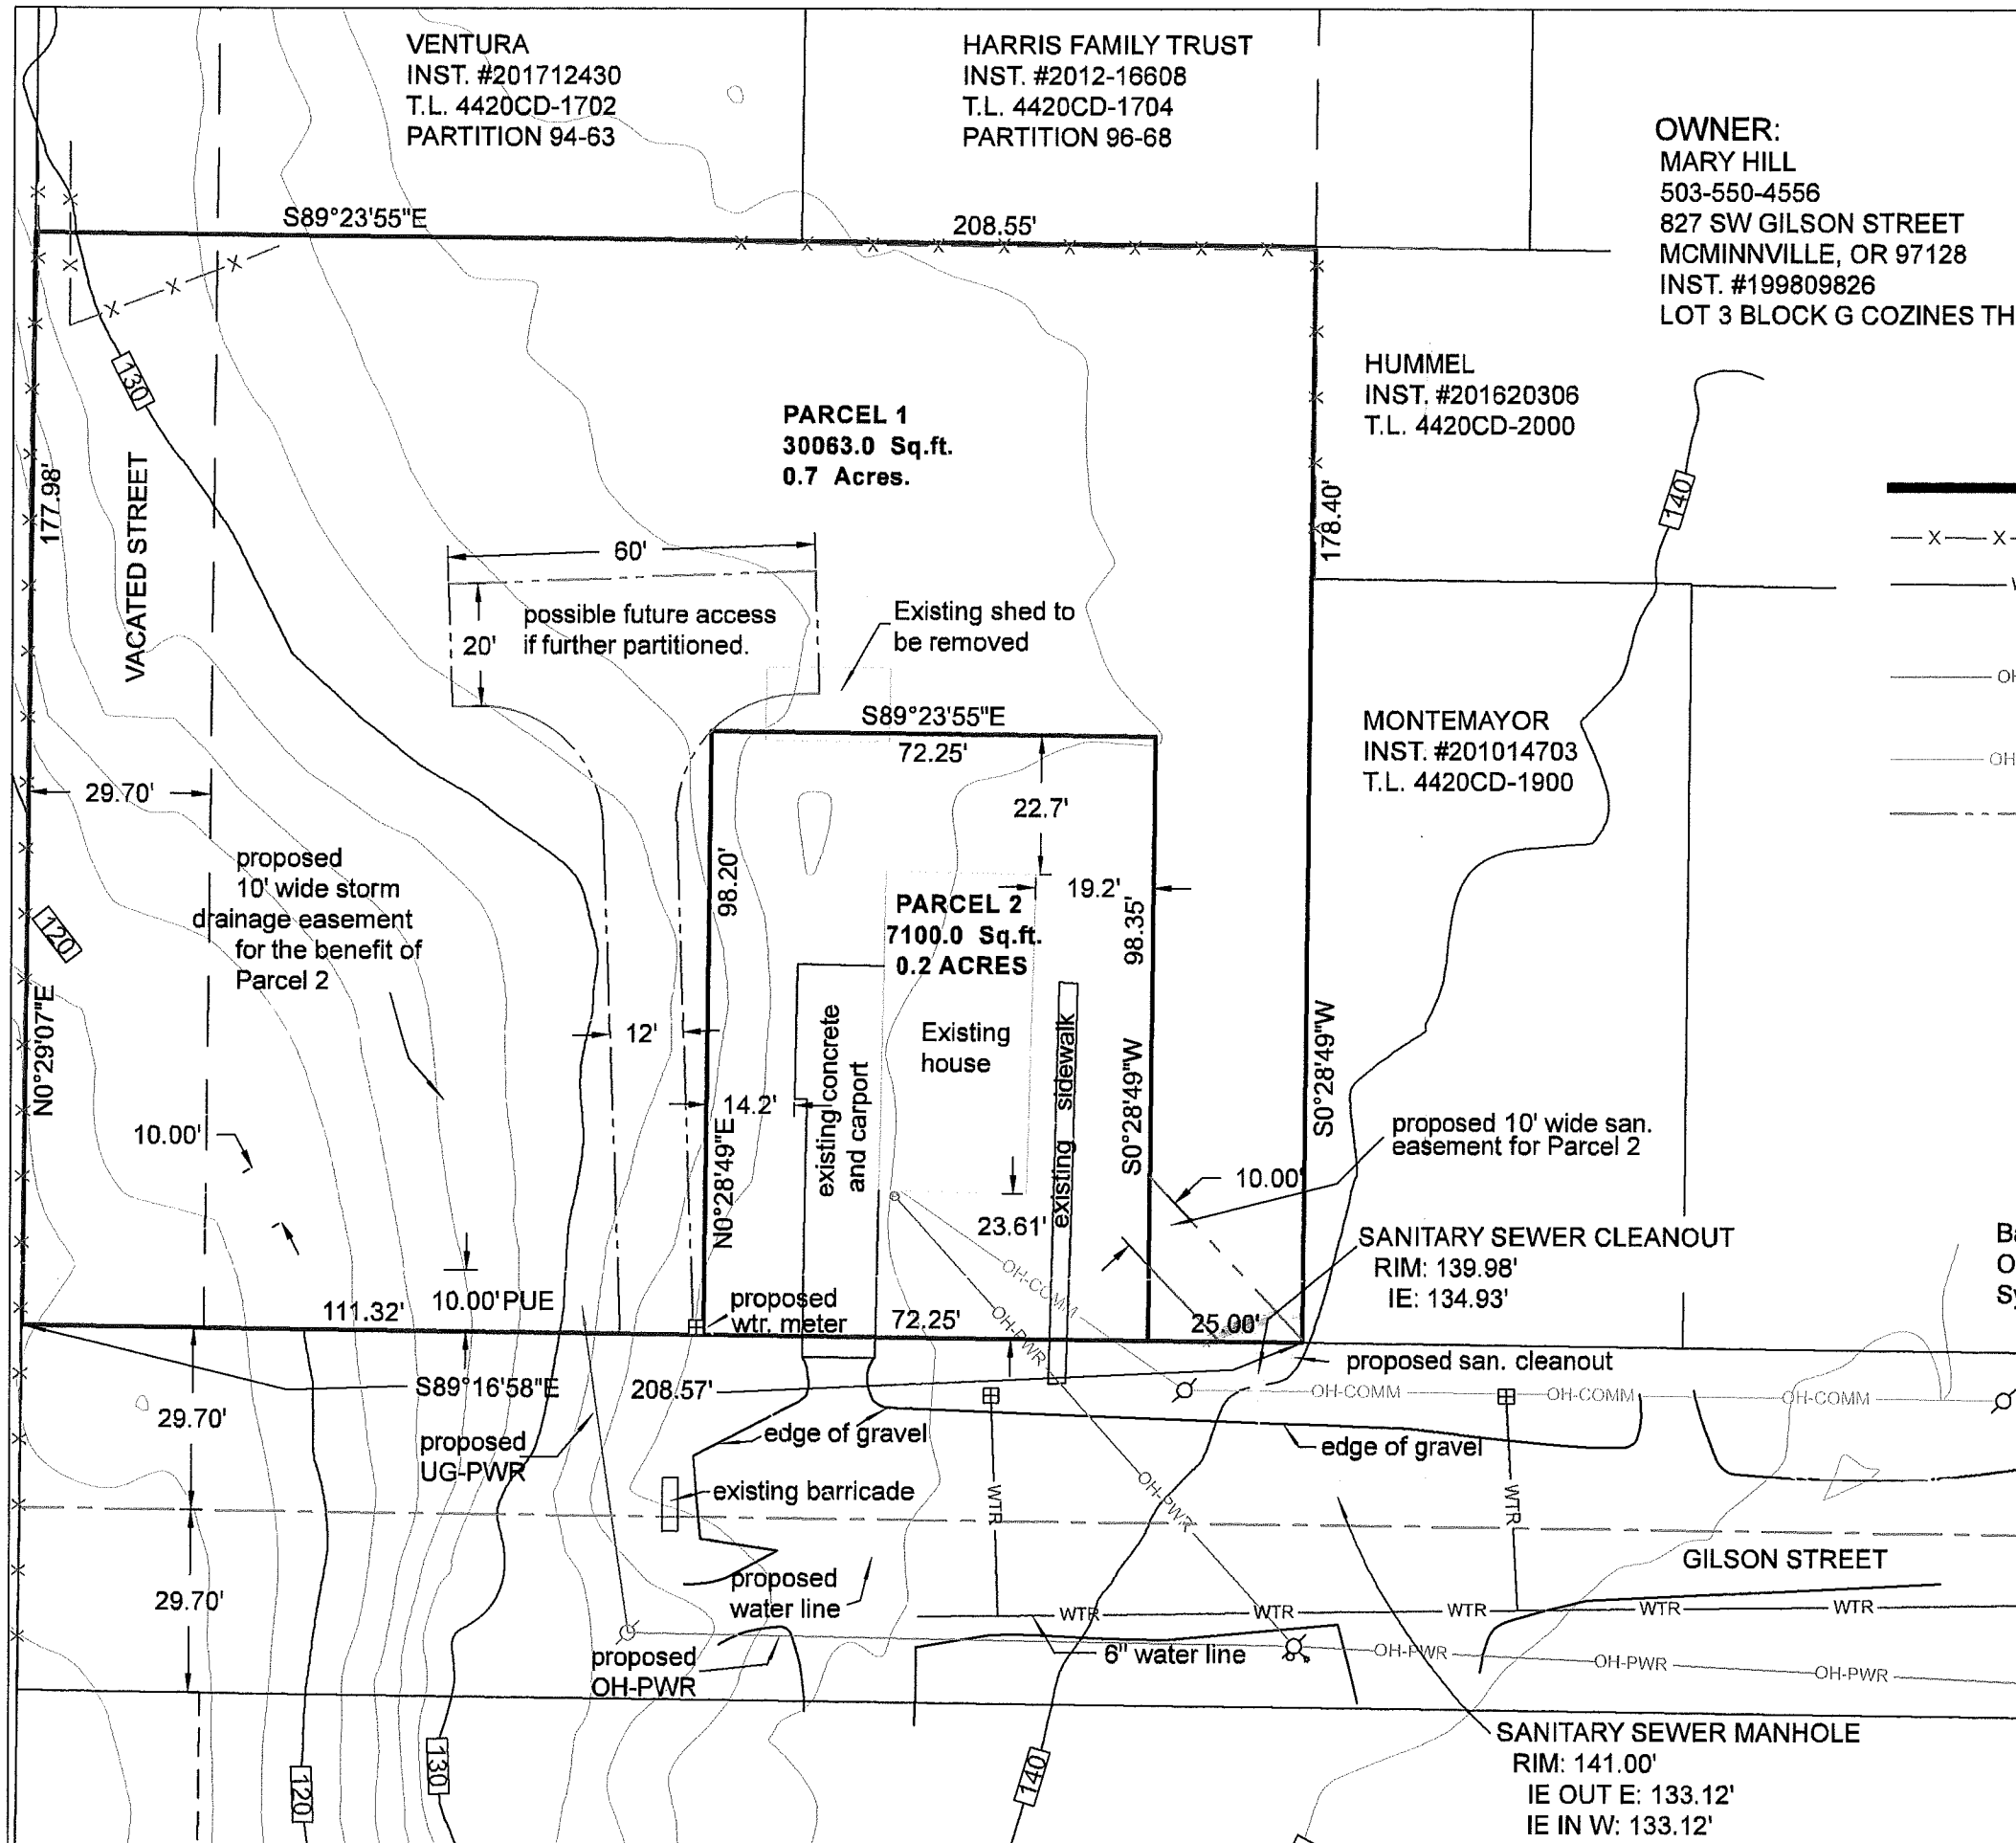 VENTURA
INST. #201712430
T.L. 4420CD-1702
PARTITION 94-63
HARRIS FAMILY TRUST
INST. #2012-16608
T.L. 4420CD-1704
PARTITION 96-68
OWNER:
MARY HILL
503-550-4556
827 SW GILSON STREET
MCMINNVILLE, OR 97128
INST. #199809826
LOT 3 BLOCK G COZINES TH
S89°23'55"E
208.55'
X
X
X
130
HUMMEL
INST. #201620306
T.L. 4420CD-2000
PARCEL 1
30063.0 Sq.ft.
0.7 Acres.
177.98'
VACATED STREET
178.40'
140
X X
60'
possible future access
if further partitioned.
20'
Existing shed to
be removed
S89°23'55"E
72.25'
MONTEMAYOR
INST. #201014703
T.L. 4420CD-1900
OH
OH
29.70'
22.7'
proposed
10' wide storm
drainage easement
for the benefit of
Parcel 2
98.20'
19.2'
PARCEL 2
7100.0 Sq.ft.
0.2 ACRES
98.35'
120
N0°29'07"E
12'
Existing
house
existing concrete
and carport
existing sidewalk
S0°28'49"W
S0°28'49"W
14.2'
10.00'
N0°28'49"E
proposed 10' wide san.
easement for Parcel 2
10.00'
23.61'
SANITARY SEWER CLEANOUT
RIM: 139.98'
IE: 134.93'
OH-COMM
OH-PWR
111.32'
10.00' PUE
proposed
wtr. meter
72.25'
25.00'
proposed san. cleanout
S89°16'58"E
208.57'
OH-COMM
OH-COMM
OH-COMM
29.70'
proposed
UG-PWR
edge of gravel
edge of gravel
existing barricade
WTR
OH-PWR
WTR
GILSON STREET
29.70'
proposed
water line
WTR
WTR
WTR
WTR
WTR
6" water line
proposed
OH-PWR
OH-PWR
OH-PWR
OH-PWR
SANITARY SEWER MANHOLE
RIM: 141.00'
IE OUT E: 133.12'
IE IN W: 133.12'
120
130
140